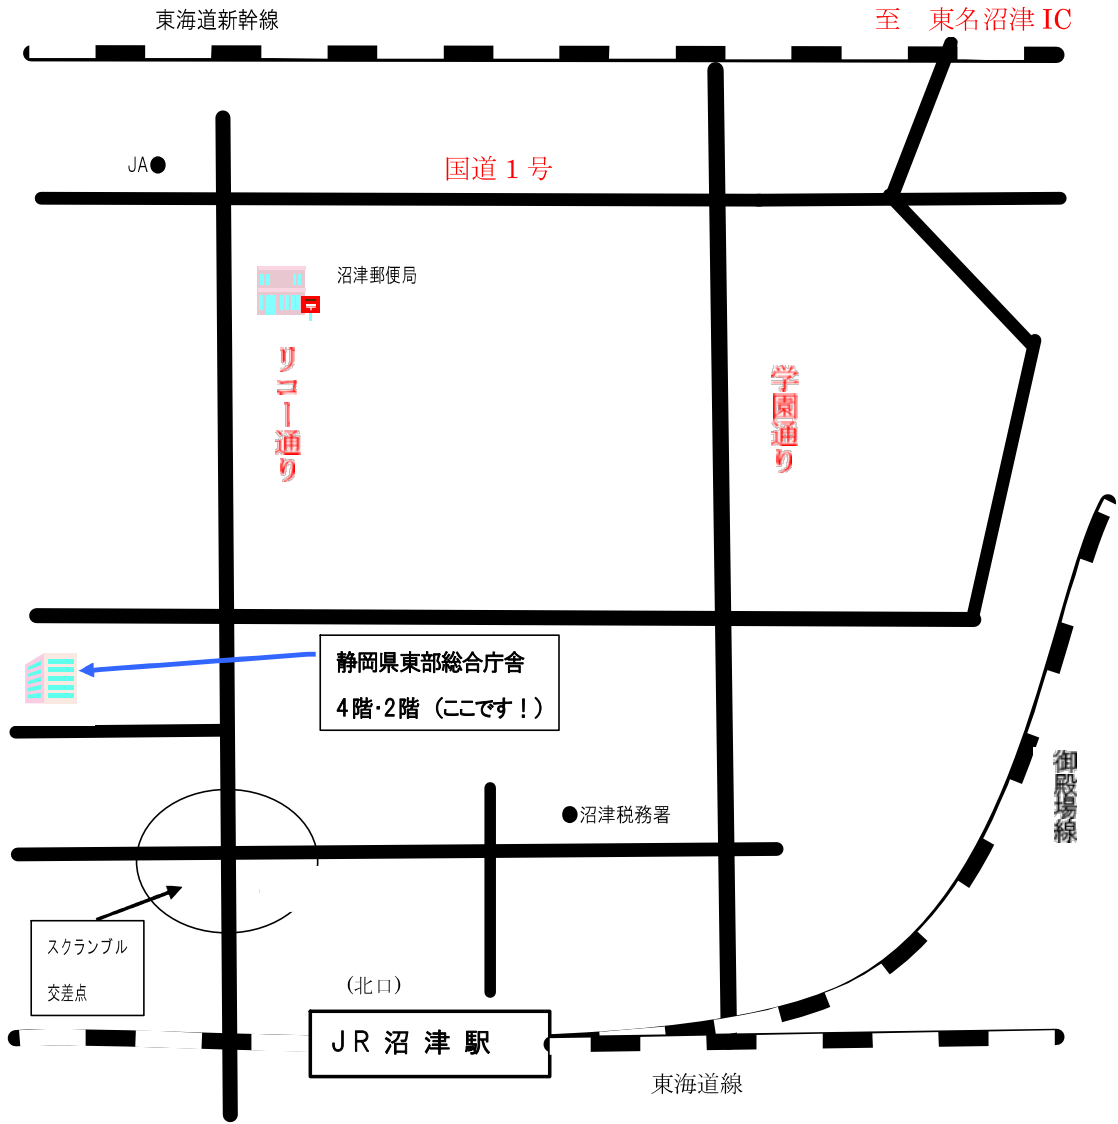 東海道新幹線
至　東名沼津 IC
JA●
国道 1 号
沼津郵便局
リコー通り
学園通り
静岡県東部総合庁舎
4階・2階（ここです！）
御殿場線
●沼津税務署
スクランブル
交差点
(北口)
JR 沼 津 駅
東海道線